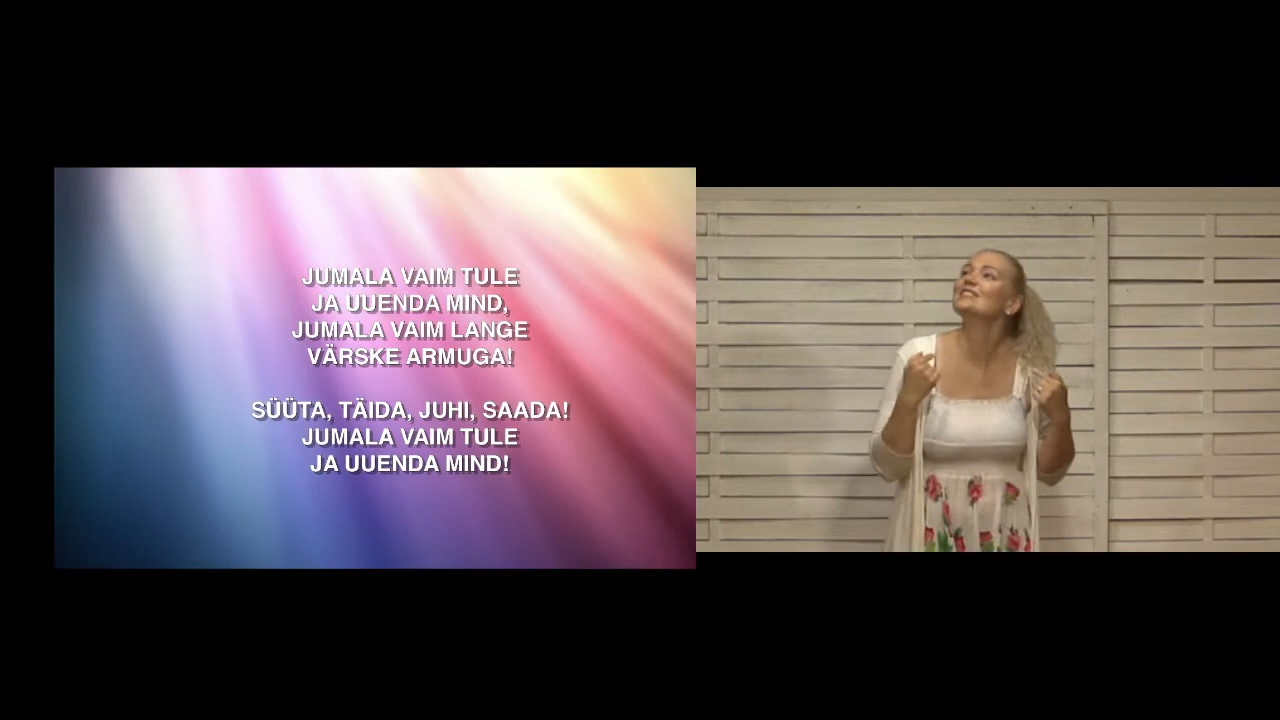 JUMALA VAIM TULE
JA UUENDA MIND,
JUMALA VAIM LANGE
VÄRSKE ARMUGA!
SÜÜTA, TÄIDA, JUHI, SAADA!
JUMALA VAIM TULE
JA UUENDA MIND!